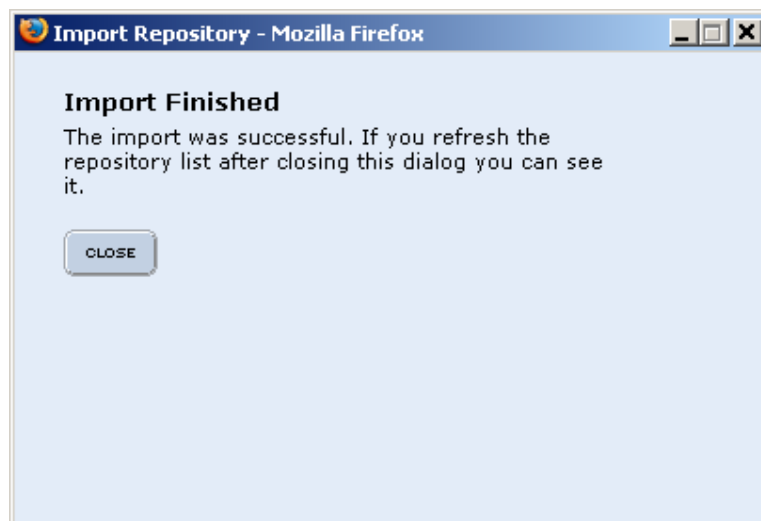 Import Repository - Mozilla Firefox
Import Finished
The import was successful. If you refresh the
repository list after closing this dialog you can see
it.
CLOSE